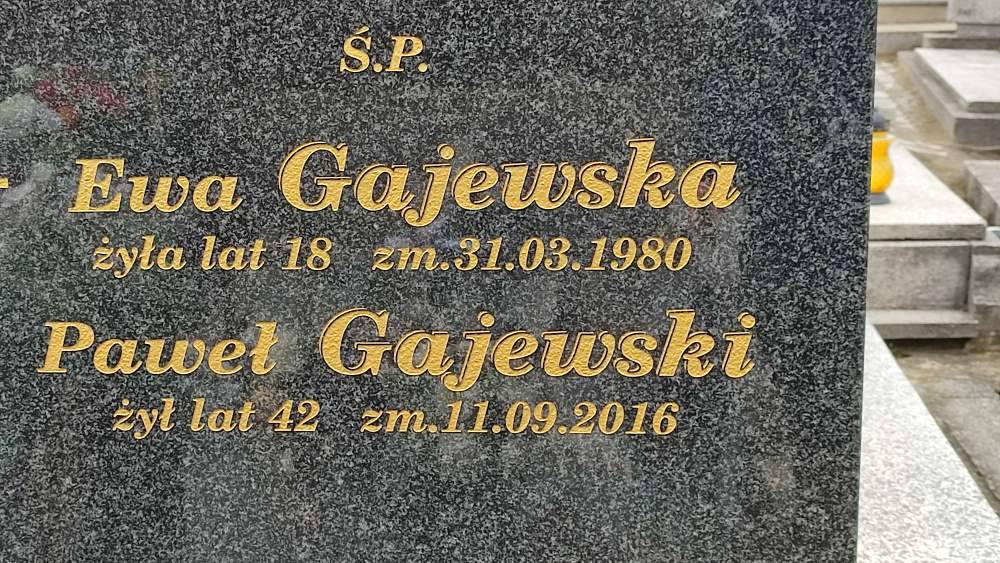 Ś.P.
Ewa Gajewska
żyła lat 18 zm.31.03.1980
Paweł Gajewski
żył lat 42 zm.11.09.2016